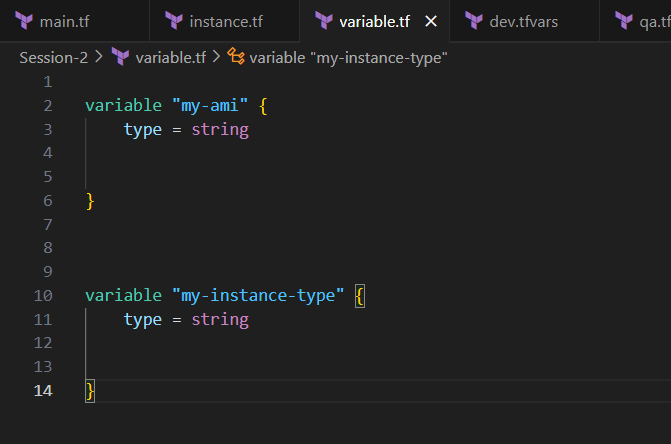 main.tf instance.tf variable.tf × dev.tfvars qa.tf
Session-2 > variable.tf > variable "my-instance-type"
1
2 variable "my-ami" {
3 type = string
4
5
6 }
7
8
9
10 variable "my-instance-type" {
11 type = string
12
13
14 }